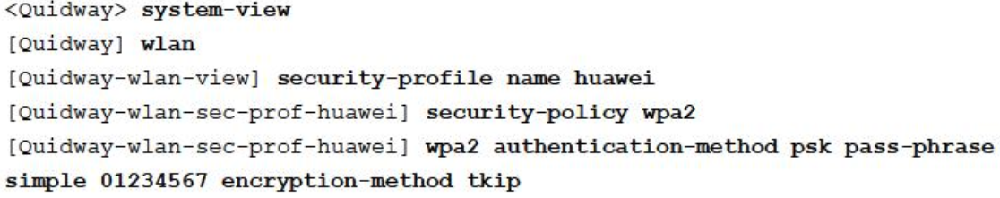 <Quidway> system-view
[Quidway] wlan
[Quidway-wlan-view] security-profile name huawei
[Quidway-wlan-sec-prof-huawei] security-policy wpa2
[Quidway-wlan-sec-prof-huawei] wpa2 authentication-method psk pass-phrase
simple 01234567 encryption-method tkip